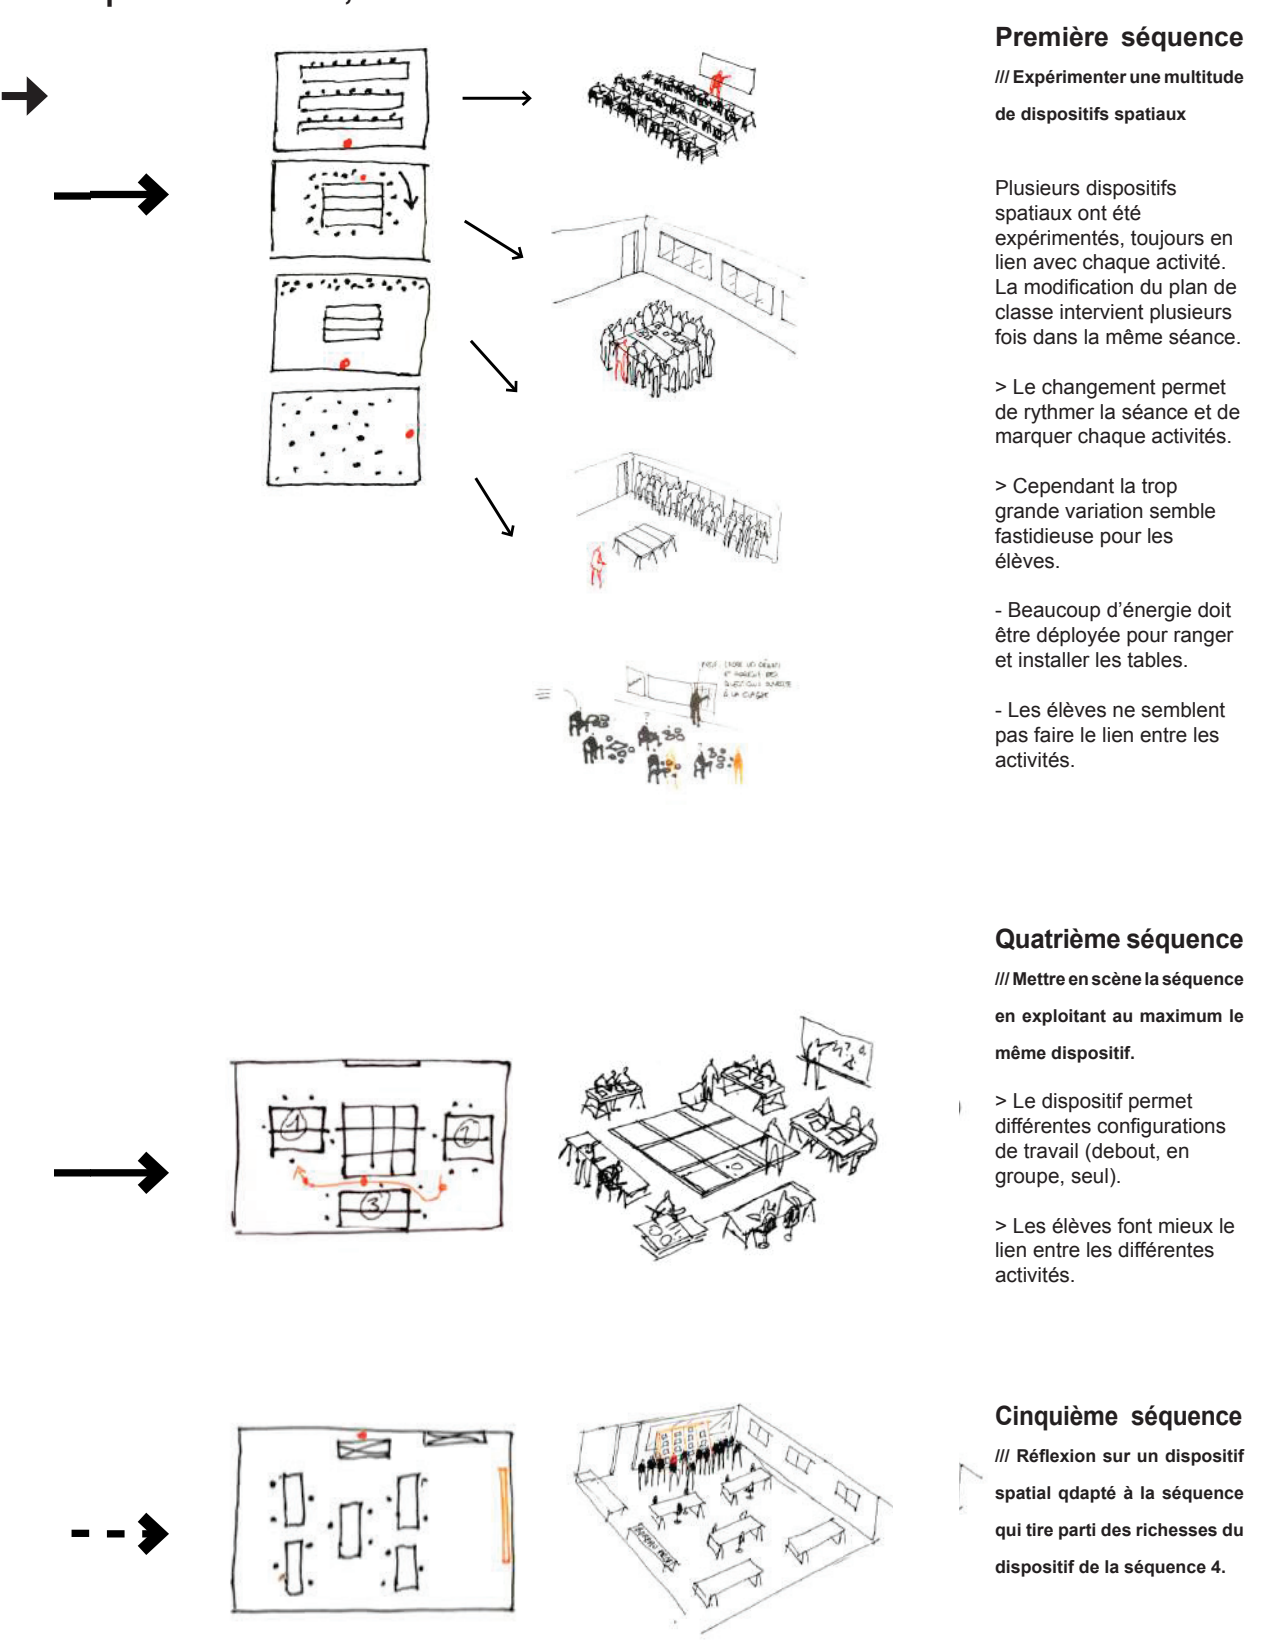 Première séquence
/// Expérimenter une multitude
de dispositifs spatiaux
Plusieurs dispositifs
spatiaux ont été
expérimentés, toujours en
lien avec chaque activité.
La modification du plan de
classe intervient plusieurs
fois dans la même séance.
> Le changement permet
de rythmer la séance et de
marquer chaque activités.
> Cependant la trop
grande variation semble
fastidieuse pour les
élèves.
- Beaucoup d’énergie doit
être déployée pour ranger
et installer les tables.
- Les élèves ne semblent
pas faire le lien entre les
activités.
À LA CLASSE
Quatrième séquence
/// Mettre en scène la séquence
en exploitant au maximum le
même dispositif.
1
2
3
> Le dispositif permet
différentes configurations
de travail (debout, en
groupe, seul).
> Les élèves font mieux le
lien entre les différentes
activités.
Cinquième séquence
/// Réflexion sur un dispositif
spatial qdapté à la séquence
qui tire parti des richesses du
dispositif de la séquence 4.